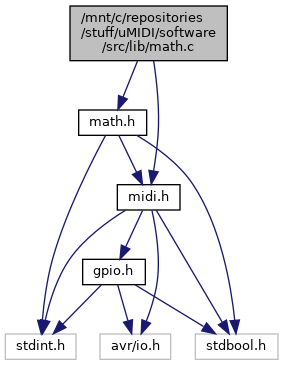 /mnt/c/repositories
/stuff/uMIDI/software
/src/lib/math.c
math.h
midi.h
gpio.h
stdint.h
avr/io.h
stdbool.h